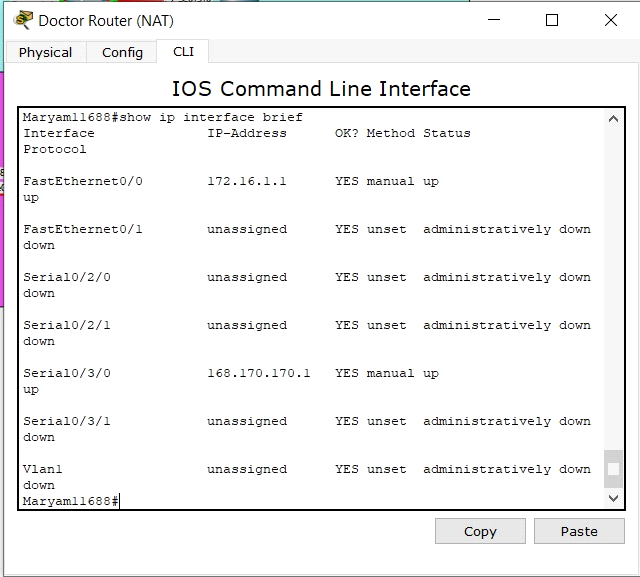 Doctor Router (NAT)
Physical Config CLI
IOS Command Line Interface
Maryam11688#show ip interface brief
Interface IP-Address OK? Method Status
Protocol
FastEthernet0/0 172.16.1.1 YES manual up
up
FastEthernet0/1 unassigned YES unset administratively down
down
Serial0/2/0 unassigned YES unset administratively down
down
Serial0/2/1 unassigned YES unset administratively down
down
Serial0/3/0 168.170.170.1 YES manual up
up
Serial0/3/1 unassigned YES unset administratively down
down
Vlan1 unassigned YES unset administratively down
down
Maryam11688#
Copy Paste